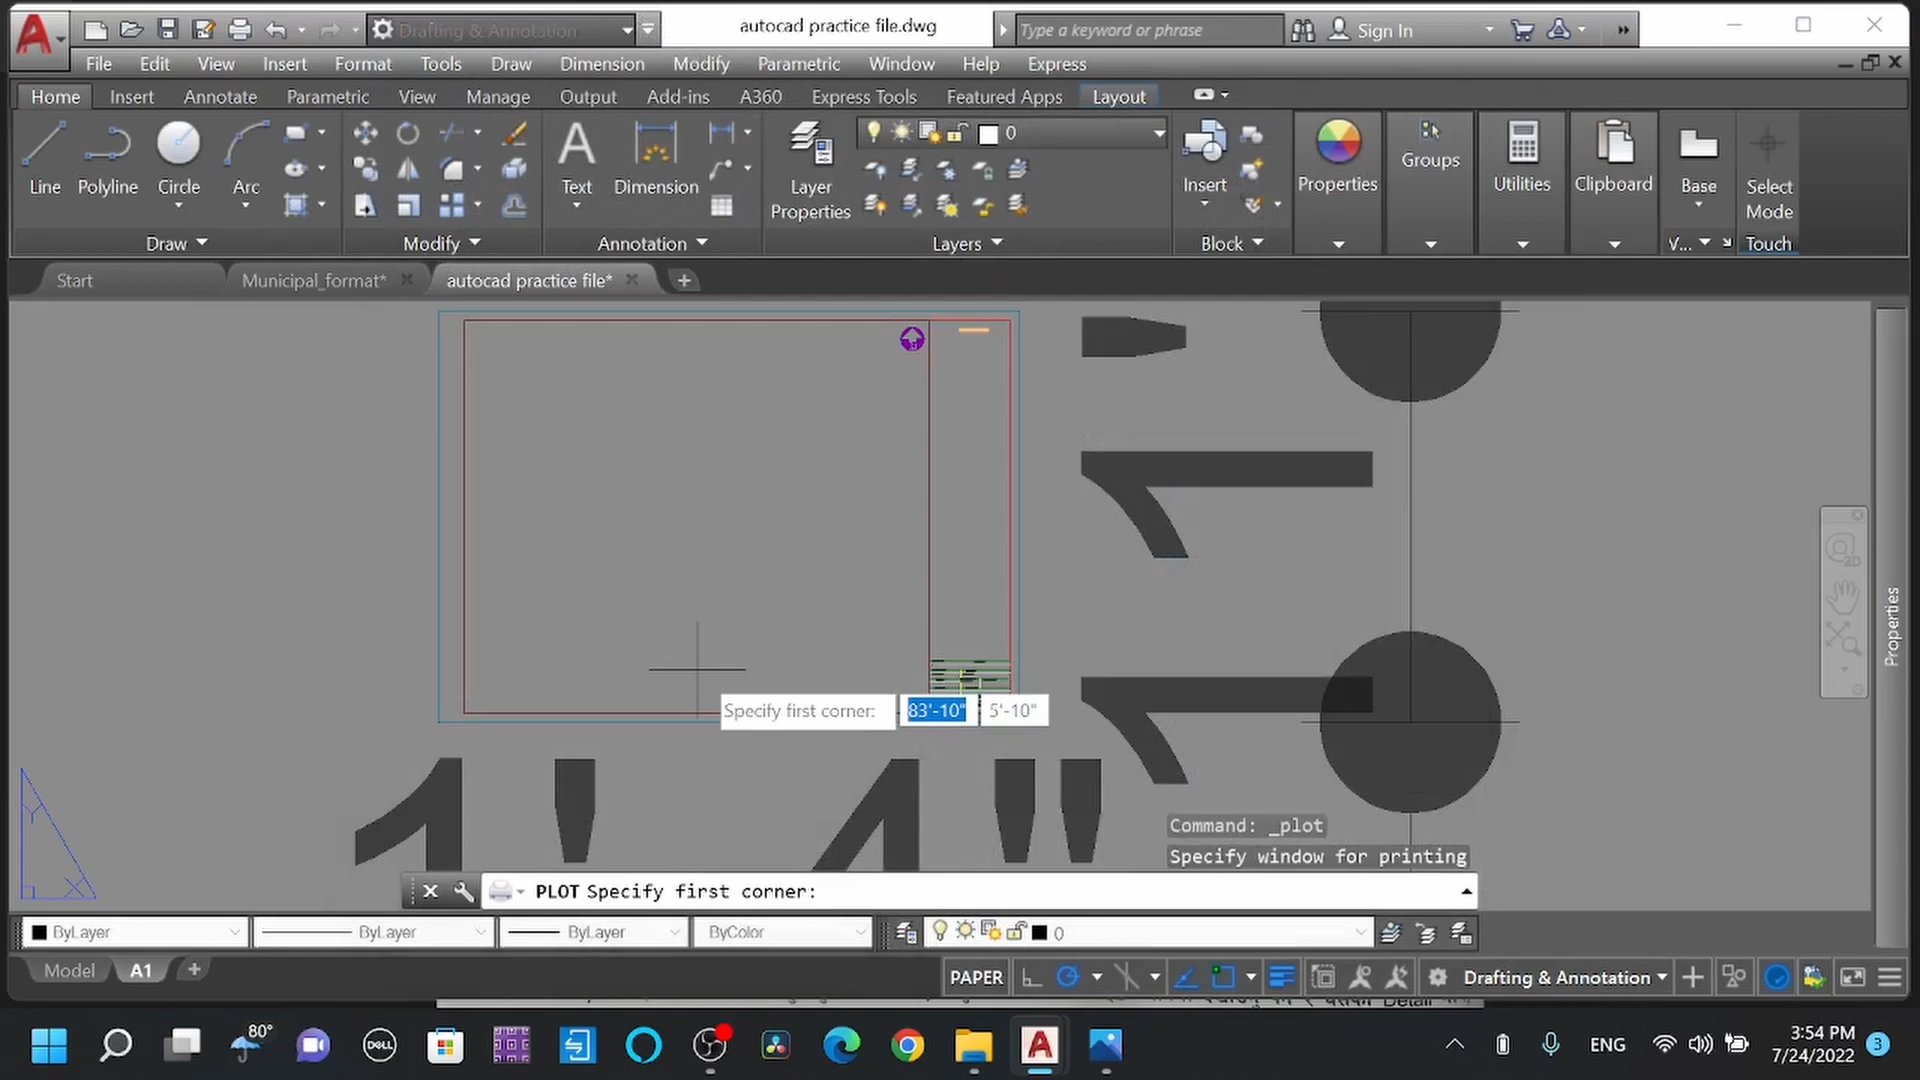 Drafting & Annotation
autocad practice file.dwg
Type a keyword or phrase
Sign In
File Edit View Insert Format Tools Draw Dimension Modify Parametric Window Help Express
Home Insert Annotate Parametric View Manage Output Add-ins A360 Express Tools Featured Apps Layout
0
Line Polyline Circle Arc
Text Dimension
Layer Properties
Insert
Properties
Groups
Utilities
Clipboard
Base
Select Mode
Draw Modify Annotation Layers Block V... Touch
Start Municipal_format* autocad practice file*
Specify first corner: 83'-10" 5'-10"
1' 4"
Command: _plot
Specify window for printing
PLOT Specify first corner:
ByLayer ByLayer ByLayer ByColor 0
Model A1 PAPER Drafting & Annotation
80°
DELL
ENG
3:54 PM
7/24/2022
3